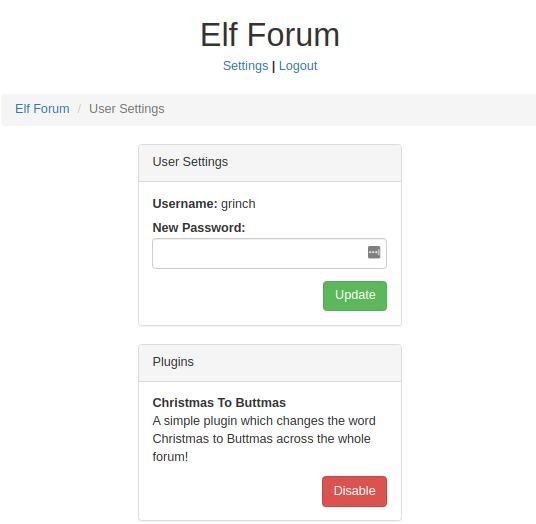 Elf Forum
Settings | Logout
Elf Forum / User Settings
User Settings
Username: grinch
New Password:
Update
Plugins
Christmas To Buttmas
A simple plugin which changes the word
Christmas to Buttmas across the whole
forum!
Disable